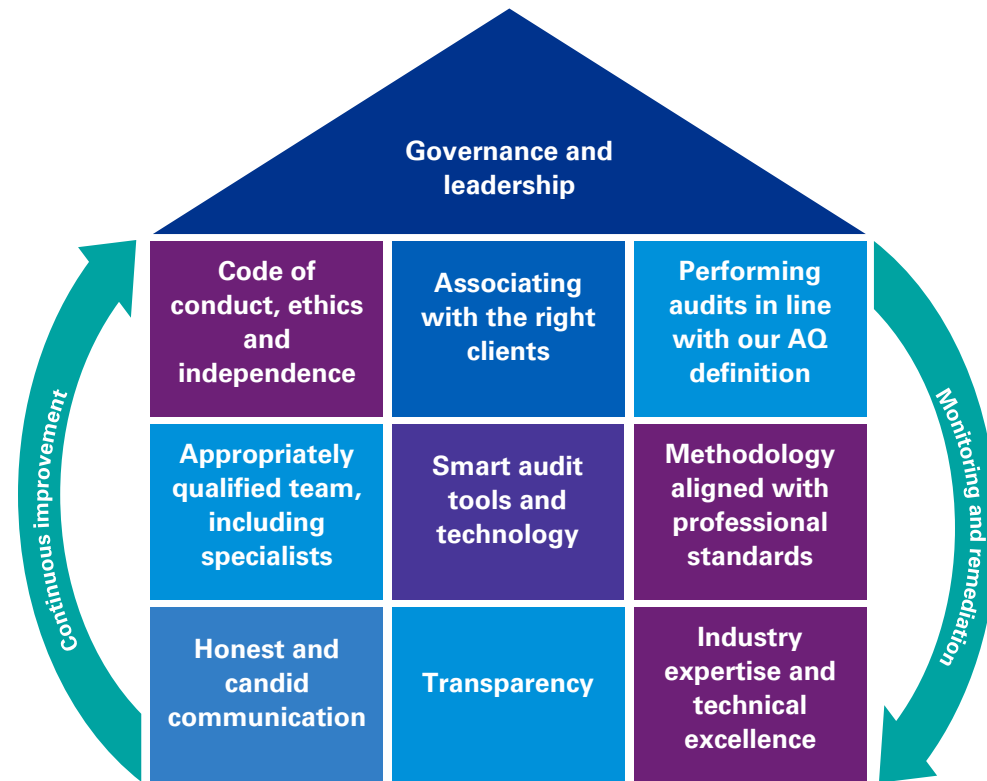 Governance and
leadership
Code of
conduct, ethics
and
independence
Associating
with the right
clients
Performing
audits in line
with our AQ
definition
Appropriately
qualified team,
including
specialists
Smart audit
tools and
technology
Methodology
aligned with
professional
standards
Honest and
candid
communication
Transparency
Industry
expertise and
technical
excellence
Continuous improvement
Monitoring and remediation